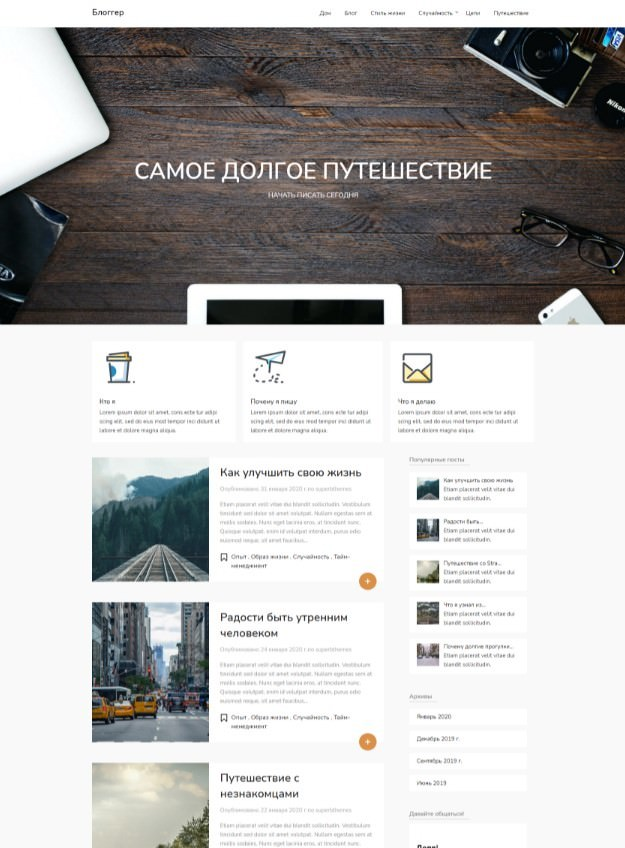 Блоггер
Дом Блог Стиль жизни Случайность Цели Путешествие
Nikon
САМОЕ ДОЛГОЕ ПУТЕШЕСТВИЕ
НАЧАТЬ ПИСАТЬ СЕГОДНЯ
Кто я
Lorem ipsum dolor sit amet, cons ecte tur adipi
scing elit, sed do eius mod tempor inci didunt ut
labore et dolore magna aliqua.
Почему я пишу
Lorem ipsum dolor sit amet, cons ecte tur adipi
scing elit, sed do eius mod tempor inci didunt ut
labore et dolore magna aliqua.
Что я делаю
Lorem ipsum dolor sit amet, cons ecte tur adipi
scing elit, sed do eius mod tempor inci didunt ut
labore et dolore magna aliqua.
Как улучшить свою жизнь
Опубликовано 31 января 2020 г по superbthemes
Etiam placerat velit vitae dui blandit sollicitudin. Vestibulum
tincidunt sed dolor sit amet volutpat. Nullam egestas sem at
mollis sodales. Nunc eget lacinia eros, at tincidunt nunc.
Quisque volutpat, enim id volutpat interdum, purus odio
euismod neque, sit amet faucibus...
Опыт , Образ жизни , Случайность , Тайм-
менеджмент
+
Радости быть утренним
человеком
Опубликовано 24 января 2020 г по superbthemes
Etiam placerat velit vitae dui blandit sollicitudin. Vestibulum
tincidunt sed dolor sit amet volutpat. Nullam egestas sem at
mollis sodales. Nunc eget lacinia eros, at tincidunt nunc.
Quisque volutpat, enim id volutpat interdum, purus odio
euismod neque, sit amet faucibus...
Опыт , Образ жизни , Случайность , Тайм-
менеджмент
+
Путешествие с
незнакомцами
Опубликовано 22 января 2020 г по superbthemes
Etiam placerat velit vitae dui blandit sollicitudin. Vestibulum
tincidunt sed dolor sit amet volutpat. Nullam egestas sem at
mollis sodales. Nunc eget lacinia eros, at tincidunt nunc.
Популярные посты
Как улучшить свою жизнь
Etiam placerat velit vitae dui
blandit sollicitudin.
Радости быть...
Etiam placerat velit vitae dui
blandit sollicitudin.
Путешествие со Stra...
Etiam placerat velit vitae dui
blandit sollicitudin.
Что я узнал из...
Etiam placerat velit vitae dui
blandit sollicitudin.
Почему долгие прогулки...
Etiam placerat velit vitae dui
blandit sollicitudin.
Архивы
Январь 2020
Декабрь 2019 г.
Сентябрь 2019 г.
Июнь 2019
Давайте общаться!